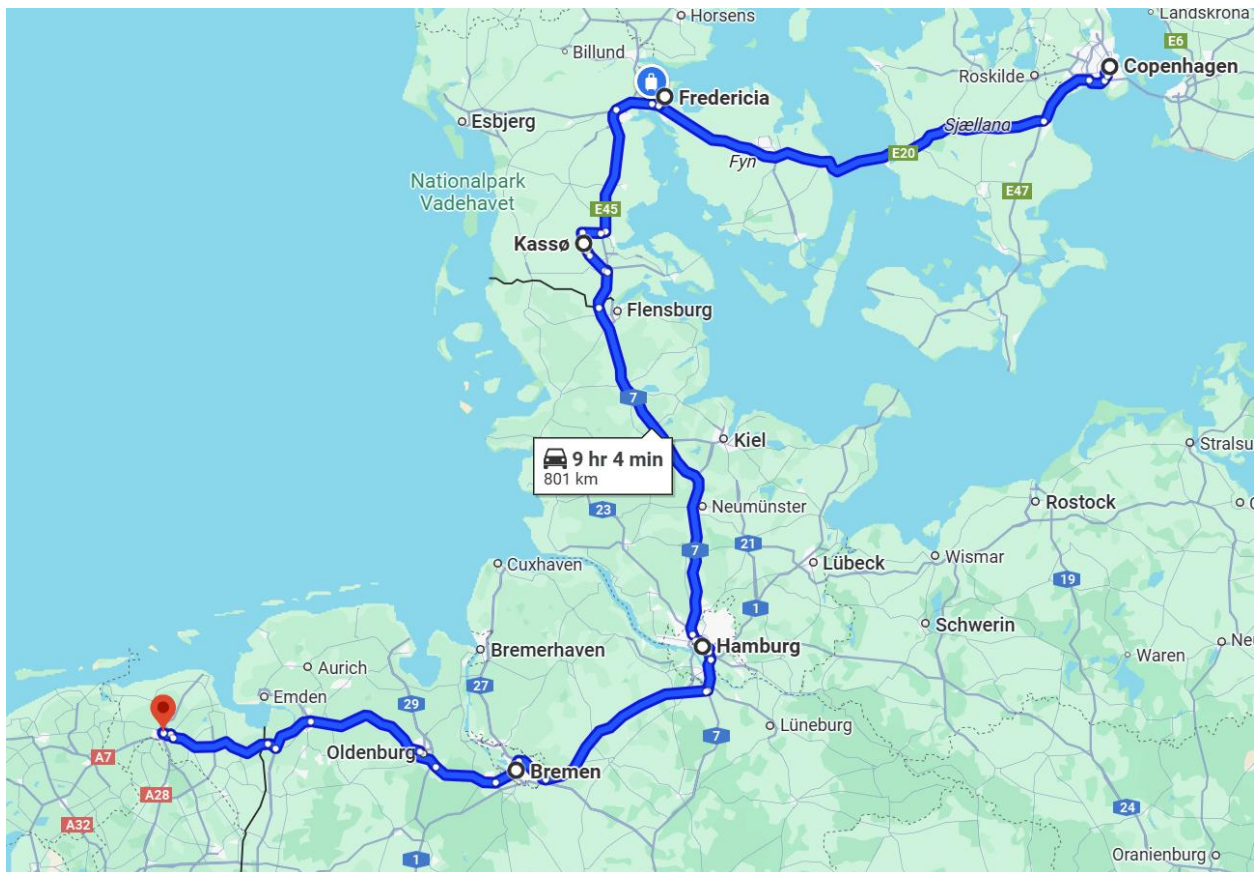 Horsens
Landskrona
Billund
E6
Roskilde
Copenhagen
Fredericia
Esbjerg
Sjælland
E20
Fyn
Nationalpark
Vadehavet
E47
E45
Kassø
Flensburg
7
Kiel
Stralsu
9 hr 4 min
801 km
23
Neumünster
Rostock
7
21
Wismar
Cuxhaven
Lübeck
19
1
Schwerin
Hamburg
Bremerhaven
Waren
Aurich
27
Emden
29
Lüneburg
7
Oldenburg
A7
Bremen
A28
24
A32
1
Oranienburg